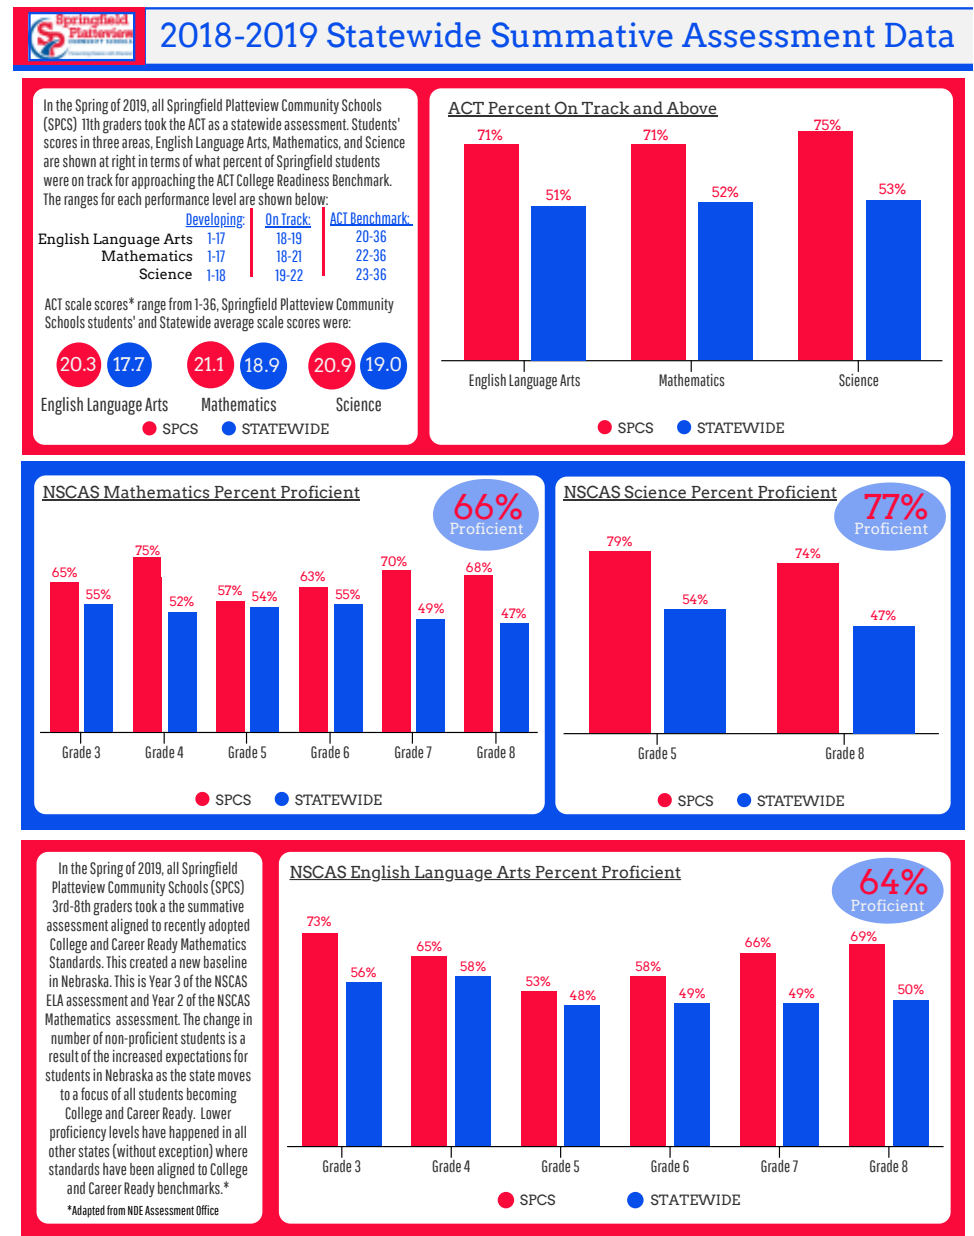 Springfield
Platteview
COMMUNITY SCHOOLS
2018-2019 Statewide Summative Assessment Data
In the Spring of 2019, all Springfield Platteview Community Schools
(SPCS) 11th graders took the ACT as a statewide assessment. Students'
scores in three areas, English Language Arts, Mathematics, and Science
are shown at right in terms of what percent of Springfield students
were on track for approaching the ACT College Readiness Benchmark.
The ranges for each performance level are shown below:
Developing: On Track: ACT Benchmark:
English Language Arts 1-17 18-19 20-36
Mathematics 1-17 18-21 22-36
Science 1-18 19-22 23-36
ACT scale scores* range from 1-36, Springfield Platteview Community
Schools students' and Statewide average scale scores were:
20.3 17.7 21.1 18.9 20.9 19.0
English Language Arts Mathematics Science
SPCS STATEWIDE
ACT Percent On Track and Above
71% 51% 71% 52% 75% 53%
English Language Arts Mathematics Science
SPCS STATEWIDE
NSCAS Mathematics Percent Proficient
66%
Proficient
65% 55% 75% 52% 57% 54% 63% 55% 70% 49% 68% 47%
Grade 3 Grade 4 Grade 5 Grade 6 Grade 7 Grade 8
SPCS STATEWIDE
NSCAS Science Percent Proficient
77%
Proficient
79% 54% 74% 47%
Grade 5 Grade 8
SPCS STATEWIDE
In the Spring of 2019, all Springfield
Platteview Community Schools (SPCS)
3rd-8th graders took a the summative
assessment aligned to recently adopted
College and Career Ready Mathematics
Standards. This created a new baseline
in Nebraska. This is Year 3 of the NSCAS
ELA assessment and Year 2 of the NSCAS
Mathematics assessment. The change in
number of non-proficient students is a
result of the increased expectations for
students in Nebraska as the state moves
to a focus of all students becoming
College and Career Ready. Lower
proficiency levels have happened in all
other states (without exception) where
standards have been aligned to College
and Career Ready benchmarks.*
*Adapted from NDE Assessment Office
NSCAS English Language Arts Percent Proficient
64%
Proficient
73% 56% 65% 58% 53% 48% 58% 49% 66% 49% 69% 50%
Grade 3 Grade 4 Grade 5 Grade 6 Grade 7 Grade 8
SPCS STATEWIDE